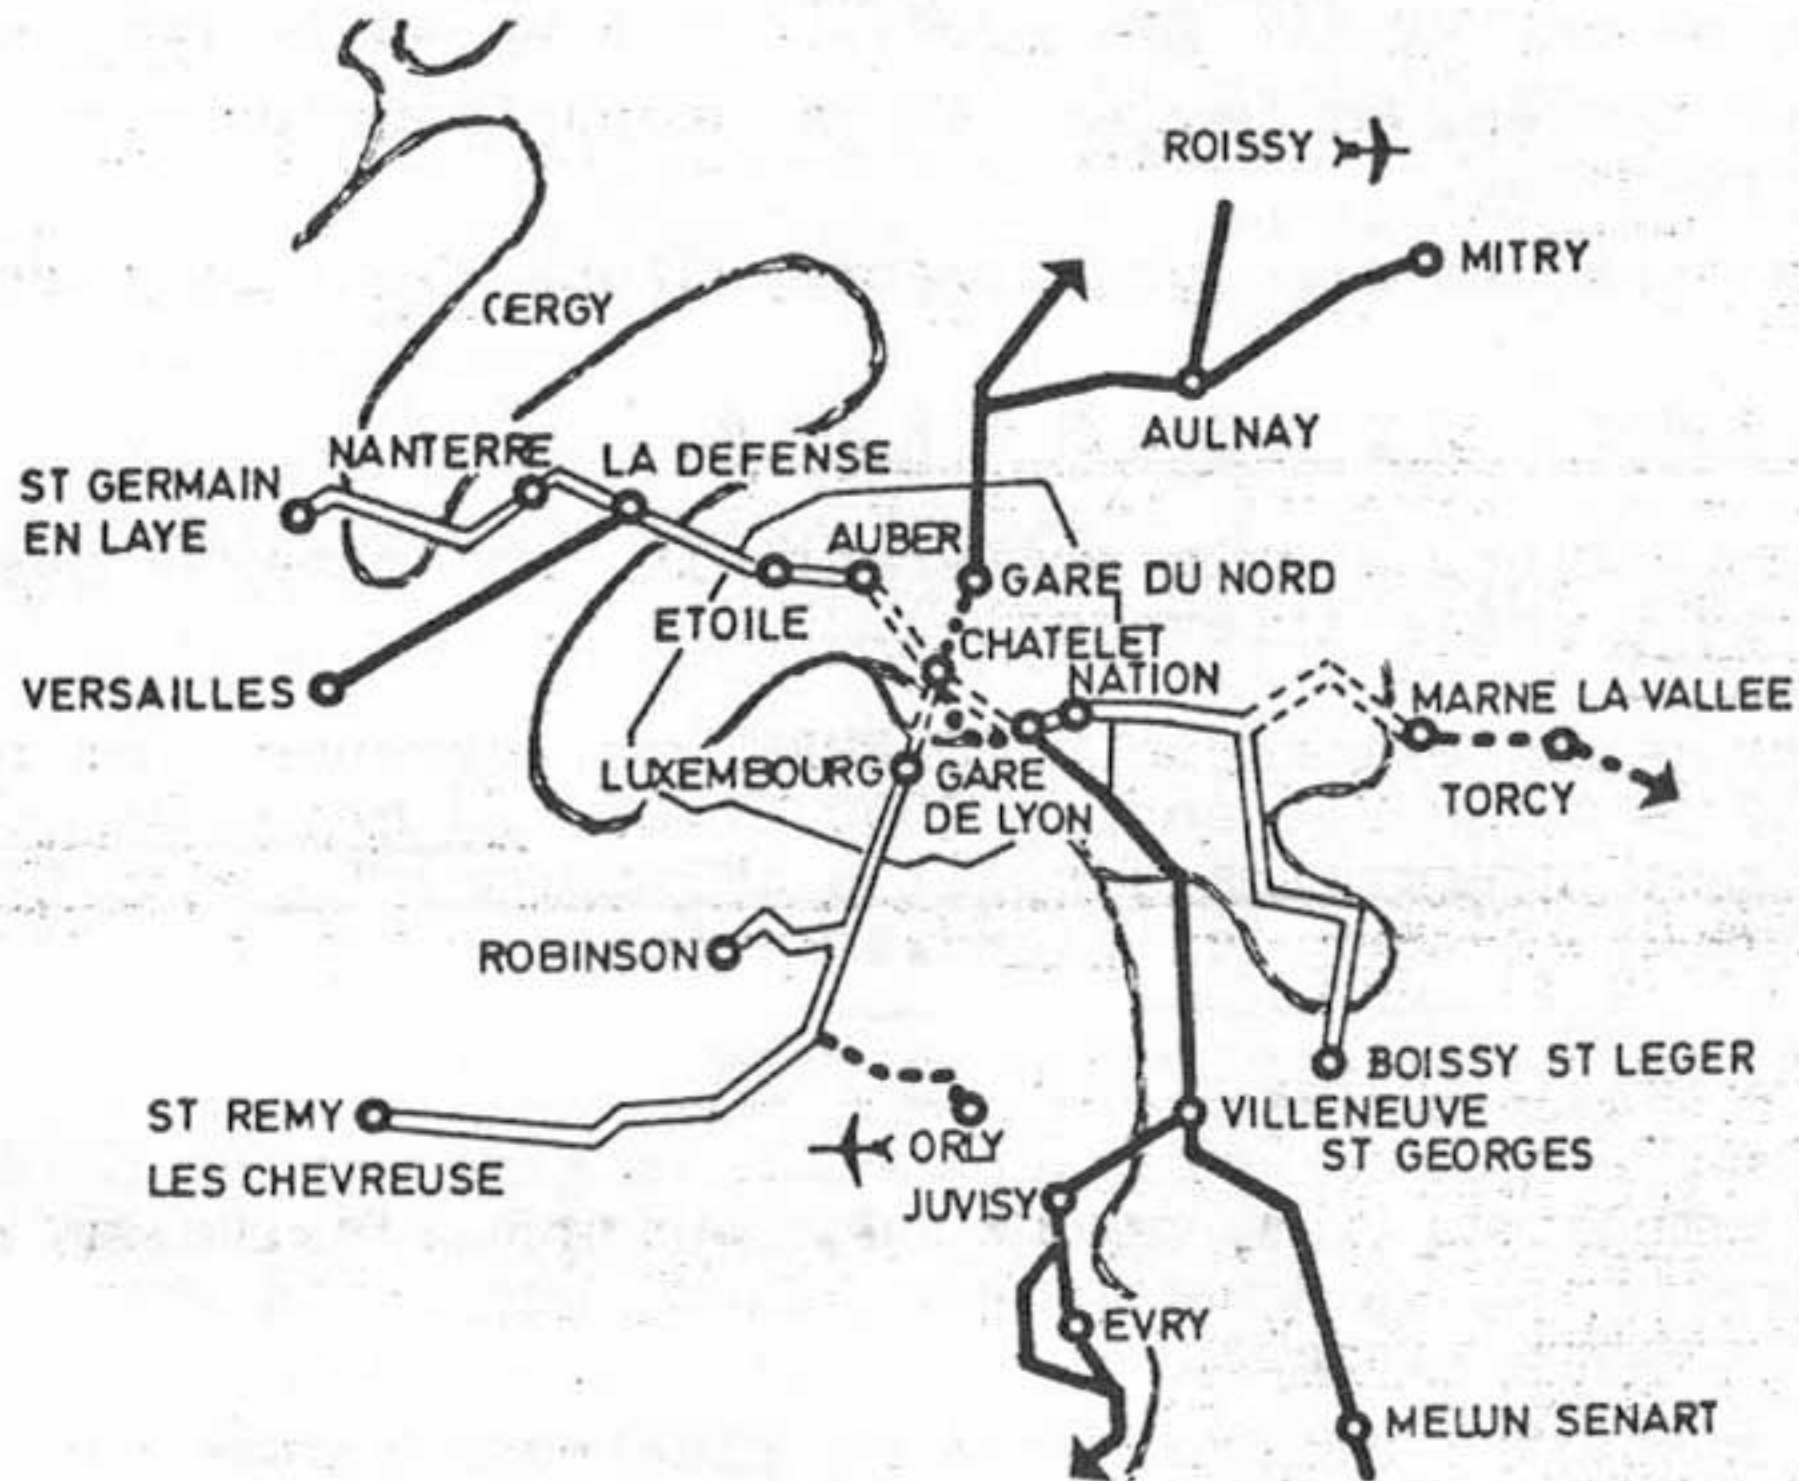 ROISSY
MITRY
CERGY
AULNAY
NANTERRE
LA DEFENSE
ST GERMAIN
EN LAYE
AUBER
GARE DU NORD
ETOILE
CHATELET
NATION
VERSAILLES
MARNE LA VALLEE
LUXEMBOURG
GARE
DE LYON
TORCY
ROBINSON
BOISSY ST LEGER
ST REMY
LES CHEVREUSE
VILLENEUVE
ST GEORGES
ORLY
JUVISY
EVRY
MELUN SENART